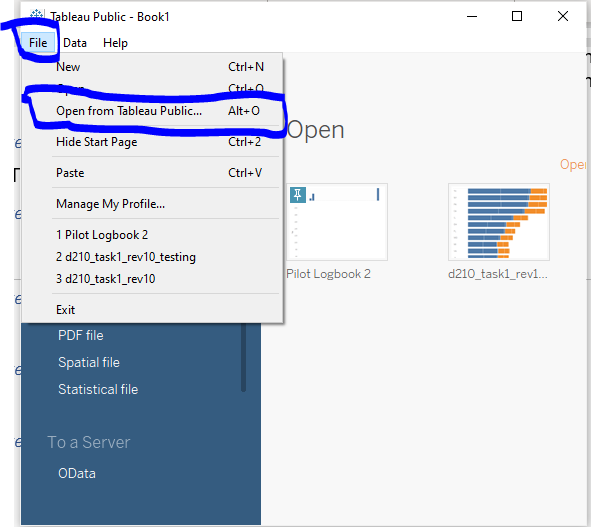 Tableau Public - Book1
File Data Help
New Ctrl+N
Open... Ctrl+O
Open from Tableau Public... Alt+O
Hide Start Page Ctrl+2
Paste Ctrl+V
Manage My Profile...
1 Pilot Logbook 2
2 d210_task1_rev10_testing
3 d210_task1_rev10
Exit
PDF file
Spatial file
Statistical file
To a Server
OData
Open
Oper
Pilot Logbook 2
d210_task1_rev1...